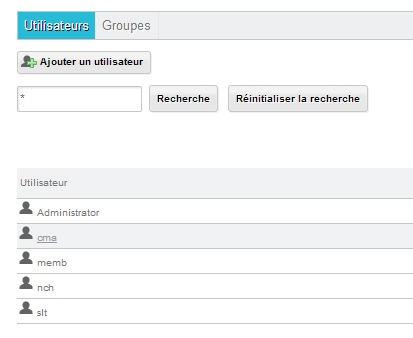 Utilisateurs Groupes
Ajouter un utilisateur
* Recherche Réinitialiser la recherche
Utilisateur
Administrator
cma
memb
nch
slt